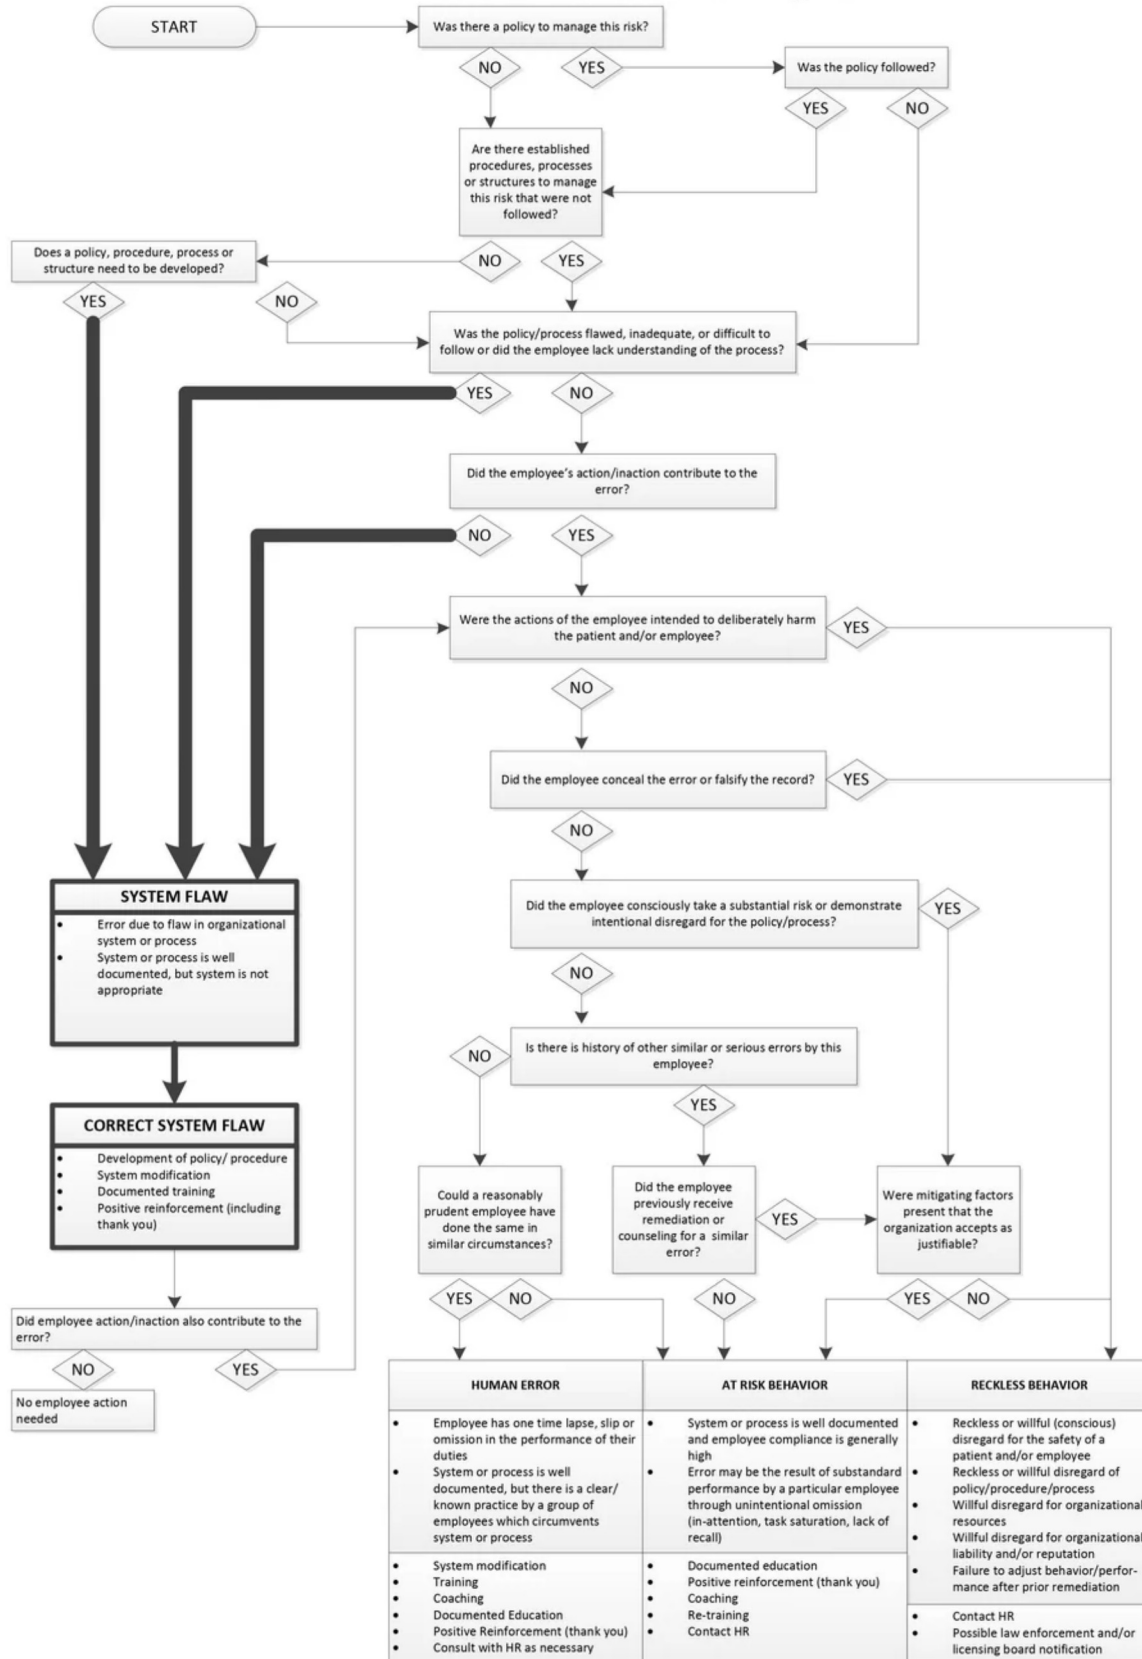 START
Was there a policy to manage this risk?
NO
YES
Was the policy followed?
YES
NO
Are there established
procedures, processes
or structures to manage
this risk that were not
followed?
Does a policy, procedure, process or
structure need to be developed?
NO
YES
YES
NO
Was the policy/process flawed, inadequate, or difficult to
follow or did the employee lack understanding of the process?
YES
NO
Did the employee’s action/inaction contribute to the
error?
NO
YES
Were the actions of the employee intended to deliberately harm
the patient and/or employee?
YES
NO
Did the employee conceal the error or falsify the record?
YES
NO
Did the employee consciously take a substantial risk or demonstrate
intentional disregard for the policy/process?
YES
NO
Is there is history of other similar or serious errors by this
employee?
NO
YES
SYSTEM FLAW
• Error due to flaw in organizational
system or process
• System or process is well
documented, but system is not
appropriate
CORRECT SYSTEM FLAW
• Development of policy/ procedure
• System modification
• Documented training
• Positive reinforcement (including
thank you)
Could a
reasonably
prudent employee have
done the same in
similar circumstances?
Did the employee
previously receive
remediation or
counseling for a similar
error?
YES
Were mitigating factors
present that the
organization accepts as
justifiable?
YES
NO
NO
YES
NO
Did employee action/inaction also contribute to the
error?
NO
YES
No employee action
needed
HUMAN ERROR
• Employee has one time lapse, slip or
omission in the performance of their
duties
• System or process is well
documented, but there is a clear/
known practice by a group of
employees which circumvents
system or process
• System modification
• Training
• Coaching
• Documented Education
• Positive Reinforcement (thank you)
• Consult with HR as necessary
AT RISK BEHAVIOR
• System or process is well documented
and employee compliance is generally
high
• Error may be the result of substandard
performance by a particular employee
through unintentional omission
(in-attention, task saturation, lack of
recall)
• Documented education
• Positive reinforcement (thank you)
• Coaching
• Re-training
• Contact HR
RECKLESS BEHAVIOR
• Reckless or willful (conscious)
disregard for the safety of a
patient and/or employee
• Reckless or willful disregard of
policy/procedure/process
• Willful disregard for organizational
resources
• Willful disregard for organizational
liability and/or reputation
• Failure to adjust behavior/perfor-
mance after prior remediation
• Contact HR
• Possible law enforcement and/or
licensing board notification